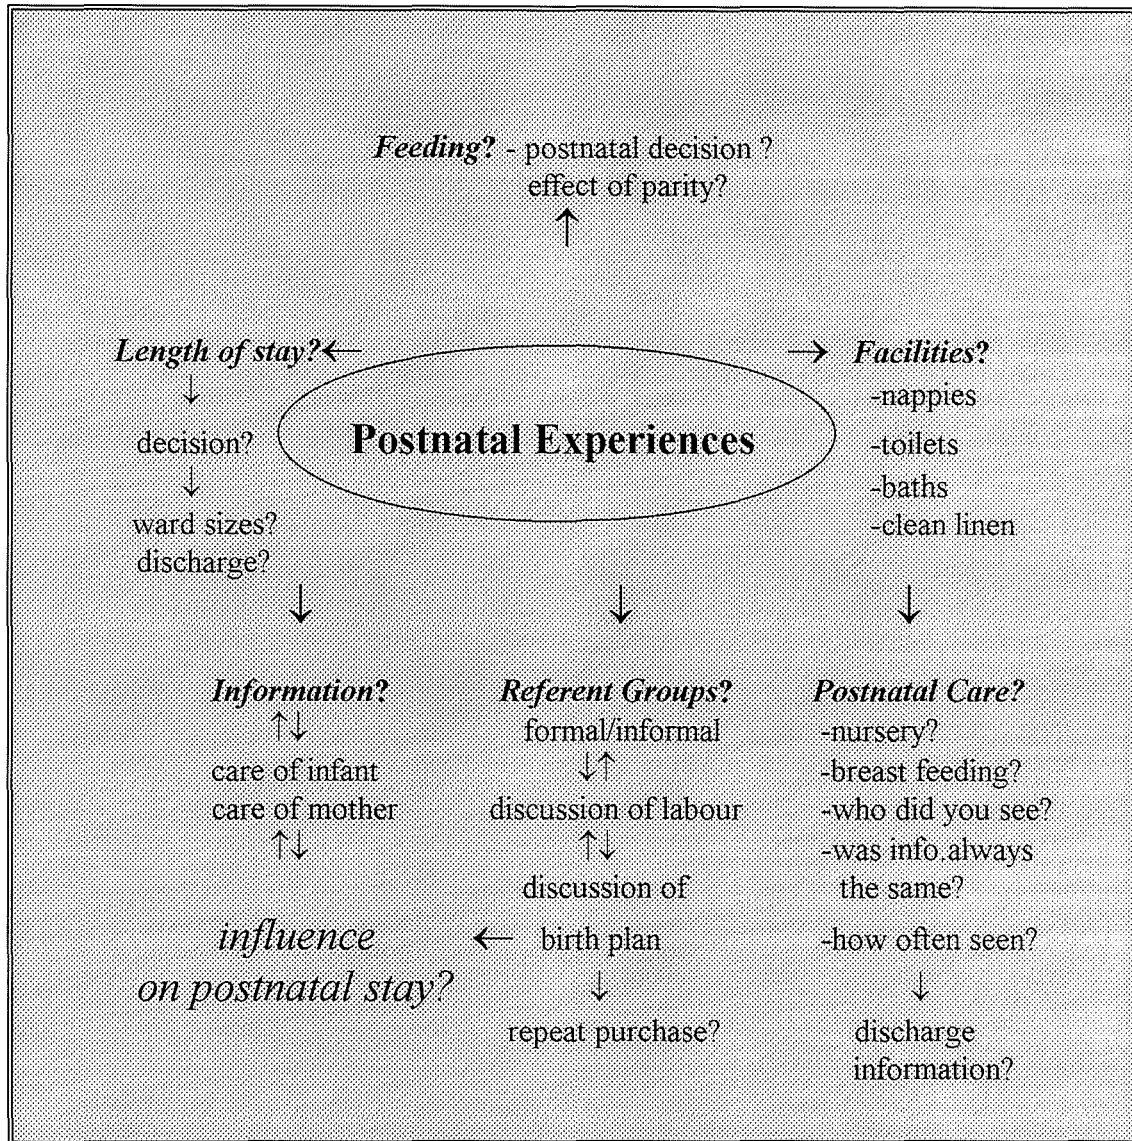 Feeding? - postnatal decision ?
effect of parity?
↑
Length of stay?←
↓
decision?
↓
ward sizes?
discharge?
Postnatal Experiences
→ Facilities?
-nappies
-toilets
-baths
-clean linen
↓
Information?
↑↓
care of infant
care of mother
↑↓
influence
on postnatal stay?
↓
Referent Groups?
formal/informal
↓↑
discussion of labour
↑↓
discussion of
← birth plan
↓
repeat purchase?
↓
Postnatal Care?
-nursery?
-breast feeding?
-who did you see?
-was info.always
the same?
-how often seen?
↓
discharge
information?